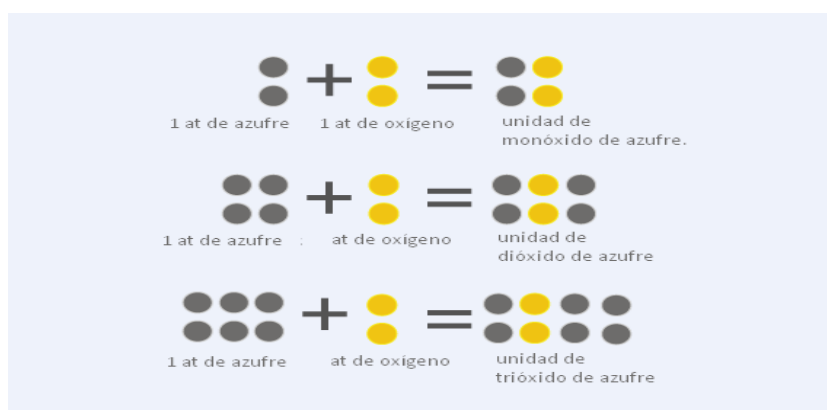 1 at de azufre 1 at de oxígeno unidad de
monóxido de azufre.
1 at de azufre : at de oxígeno unidad de
dióxido de azufre
1 at de azufre at de oxígeno unidad de
trióxido de azufre